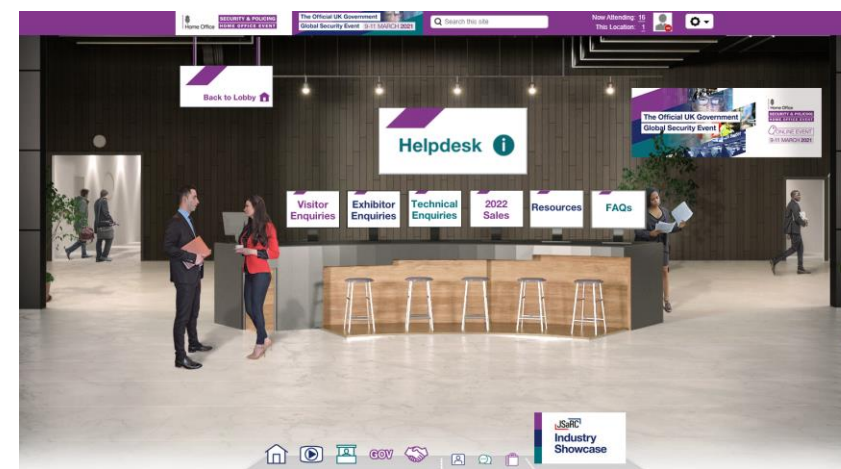 Home Office
SECURITY & POLICING
HOME OFFICE EVENT
The Official UK Government
Global Security Event 9-11 MARCH 2021
Search this site
Now Attending: 16
This Location: 1
Back to Lobby
Helpdesk i
The Official UK Government
Global Security Event
Home Office
SECURITY & POLICING
HOME OFFICE EVENT
ONLINE EVENT
9-11 MARCH 2021
Visitor
Enquiries
Exhibitor
Enquiries
Technical
Enquiries
2022
Sales
Resources
FAQs
JSaRC
Industry
Showcase
GOV